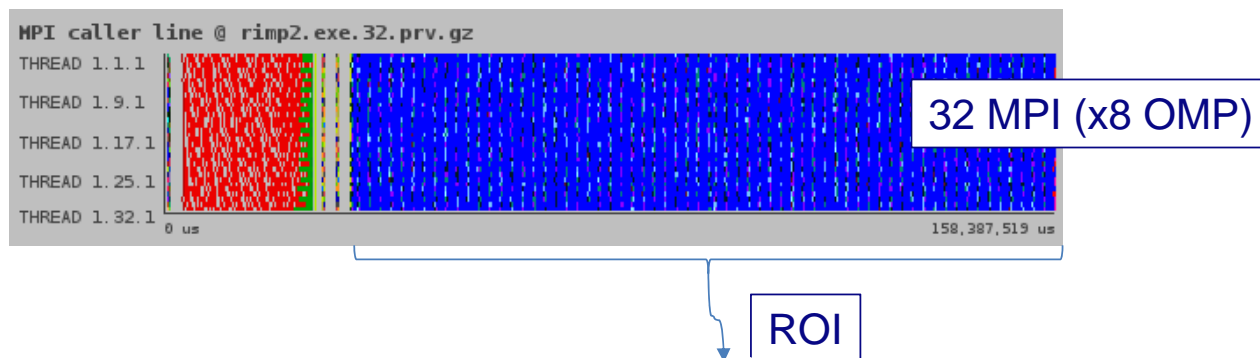 MPI caller line @ rimp2.exe.32.prv.gz
THREAD 1.1.1
THREAD 1.9.1
32 MPI (x8 OMP)
THREAD 1.17.1
THREAD 1.25.1
THREAD 1.32.1
0 us
158,387,519 us
ROI